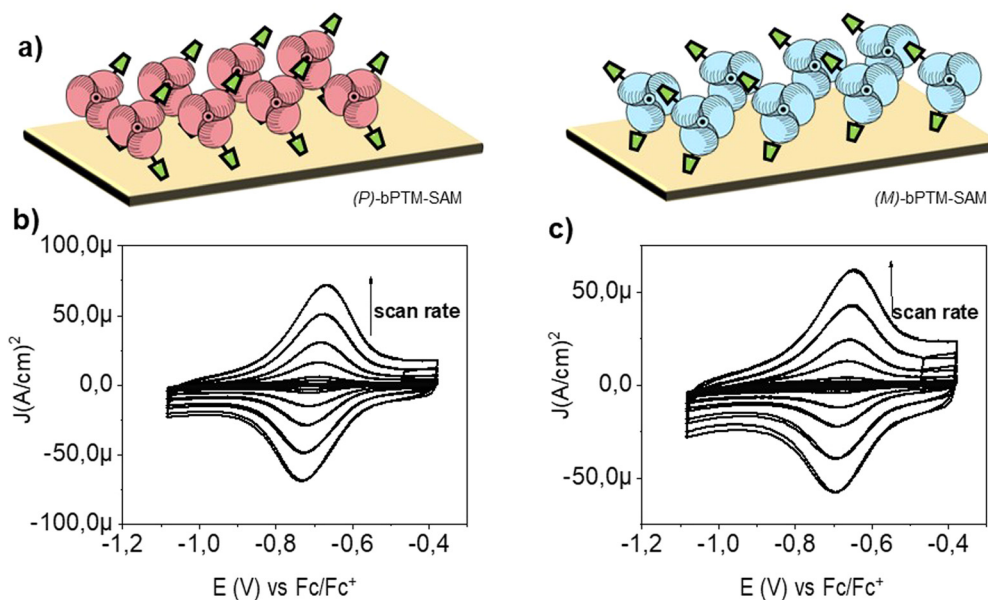 a)
(P)-bPTM-SAM
(M)-bPTM-SAM
b)
100,0µ
50,0µ
0,0
-50,0µ
-100,0µ
J(A/cm)²
scan rate
-1,2
-1,0
-0,8
-0,6
-0,4
E (V) vs Fc/Fc⁺
c)
50,0µ
0,0
-50,0µ
J(A/cm)²
scan rate
-1,2
-1,0
-0,8
-0,6
-0,4
E (V) vs Fc/Fc⁺